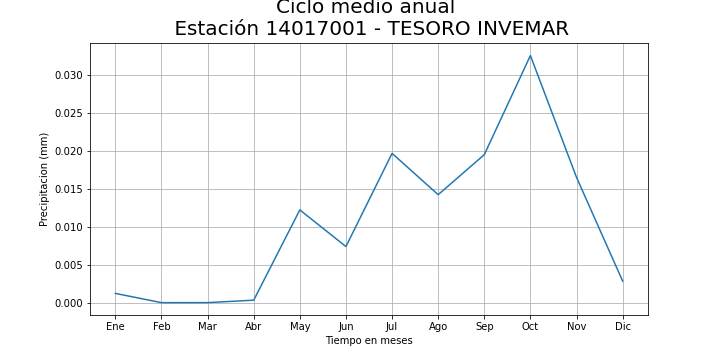 Ciclo medio anual
Estación 14017001 - TESORO INVEMAR
0.030
0.025
0.020
0.015
0.010
0.005
0.000
Precipitacion (mm)
Ene Feb Mar Abr May Jun Jul Ago Sep Oct Nov Dic
Tiempo en meses